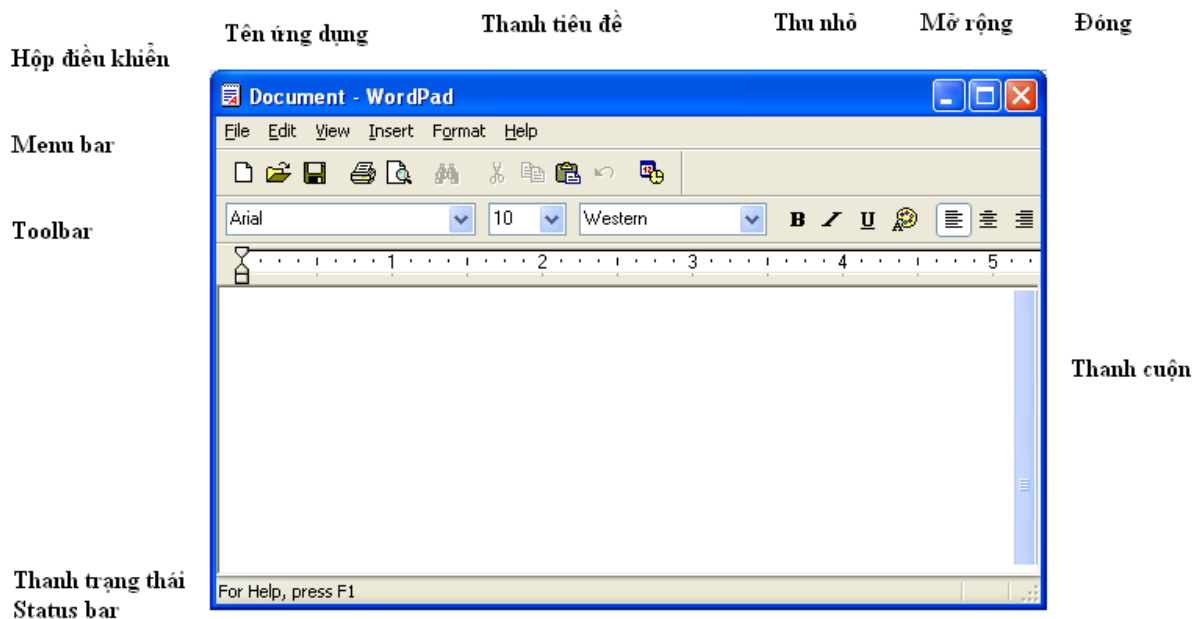 Tên ứng dụng
Thanh tiêu đề
Thu nhỏ
Mở rộng
Đóng
Hộp điều khiển
Document - WordPad
Menu bar
File Edit View Insert Format Help
Toolbar
Arial 10 Western B I U
1 2 3 4 5
Thanh cuộn
Thanh trạng thái
Status bar
For Help, press F1